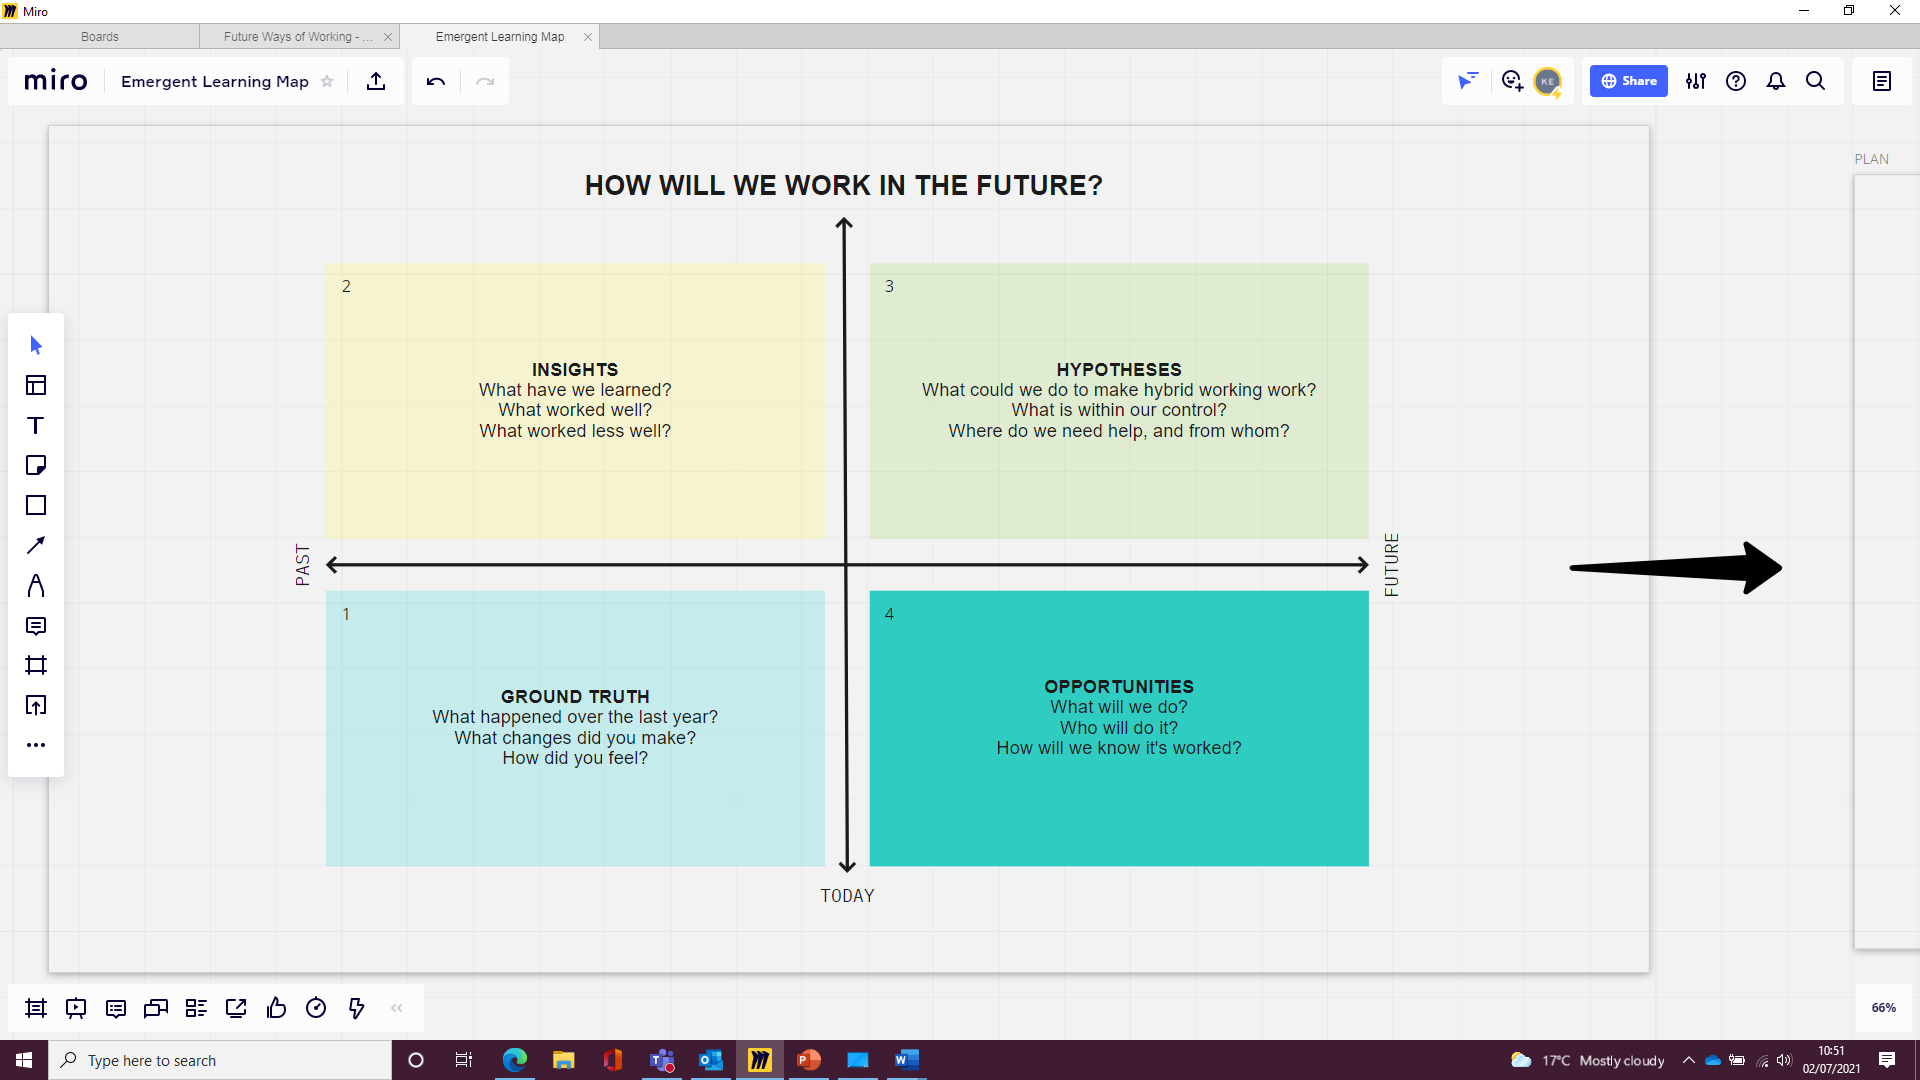 Miro
Boards
Future Ways of Working - ...
Emergent Learning Map
miro
Emergent Learning Map
KE
Share
PLAN
HOW WILL WE WORK IN THE FUTURE?
2
INSIGHTS
What have we learned?
What worked well?
What worked less well?
3
HYPOTHESES
What could we do to make hybrid working work?
What is within our control?
Where do we need help, and from whom?
PAST
FUTURE
1
GROUND TRUTH
What happened over the last year?
What changes did you make?
How did you feel?
4
OPPORTUNITIES
What will we do?
Who will do it?
How will we know it's worked?
TODAY
66%
Type here to search
17°C Mostly cloudy
10:51
02/07/2021